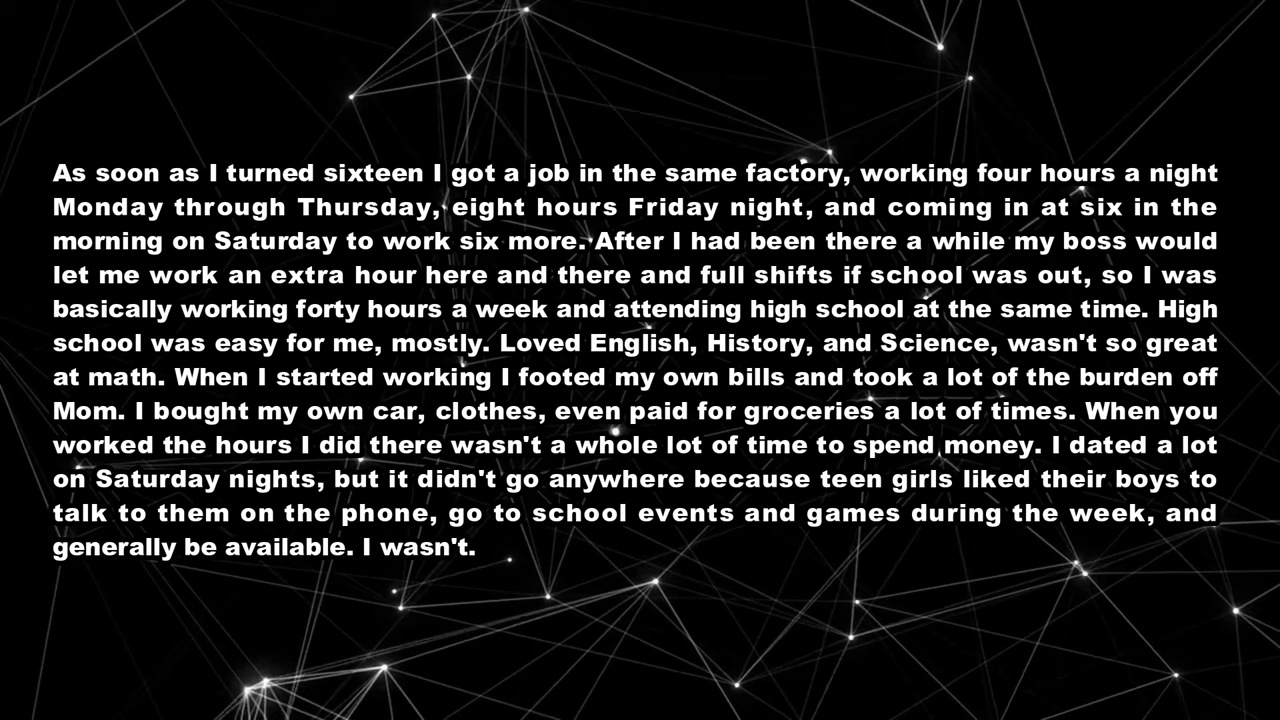 As soon as I turned sixteen I got a job in the same factory, working four hours a night
Monday through Thursday, eight hours Friday night, and coming in at six in the
morning on Saturday to work six more. After I had been there a while my boss would
let me work an extra hour here and there and full shifts if school was out, so I was
basically working forty hours a week and attending high school at the same time. High
school was easy for me, mostly. Loved English, History, and Science, wasn't so great
at math. When I started working I footed my own bills and took a lot of the burden off
Mom. I bought my own car, clothes, even paid for groceries a lot of times. When you
worked the hours I did there wasn't a whole lot of time to spend money. I dated a lot
on Saturday nights, but it didn't go anywhere because teen girls liked their boys to
talk to them on the phone, go to school events and games during the week, and
generally be available. I wasn't.